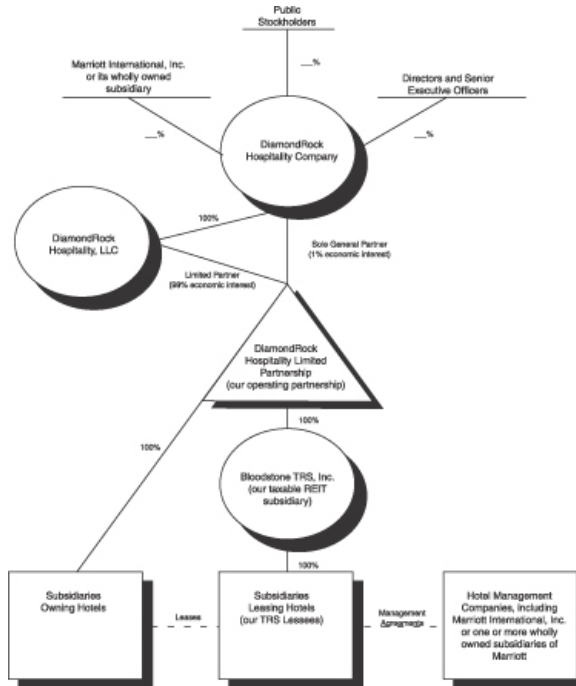 Public
Stockholders
__%
Marriott International, Inc.
or its wholly owned
subsidiary
Directors and Senior
Executive Officers
__%
__%
DiamondRock
Hospitality Company
100%
Sole General Partner
(1% economic interest)
DiamondRock
Hospitality, LLC
Limited Partner
(99% economic interest)
DiamondRock
Hospitality Limited
Partnership
(our operating partnership)
100%
100%
Bloodstone TRS, Inc.
(our taxable REIT
subsidiary)
100%
Subsidiaries
Owning Hotels
Leases
Subsidiaries
Leasing Hotels
(our TRS Lessees)
Management
Agreements
Hotel Management
Companies, including
Marriott International, Inc.
or one or more wholly
owned subsidiaries of
Marriott